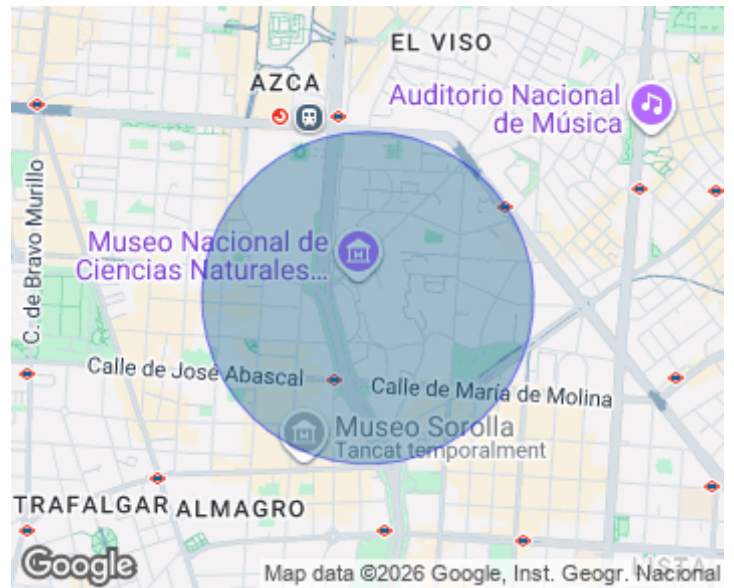 EL VISO
AZCA
Auditorio Nacional
de Música
C. de Bravo Murillo
Museo Nacional de
Ciencias Naturales...
Calle de José Abascal
Calle de María de Molina
Museo Sorolla
Tancat temporalment
TRAFALGAR
ALMAGRO
LISTA
Google
Map data ©2026 Google, Inst. Geogr. Nacional